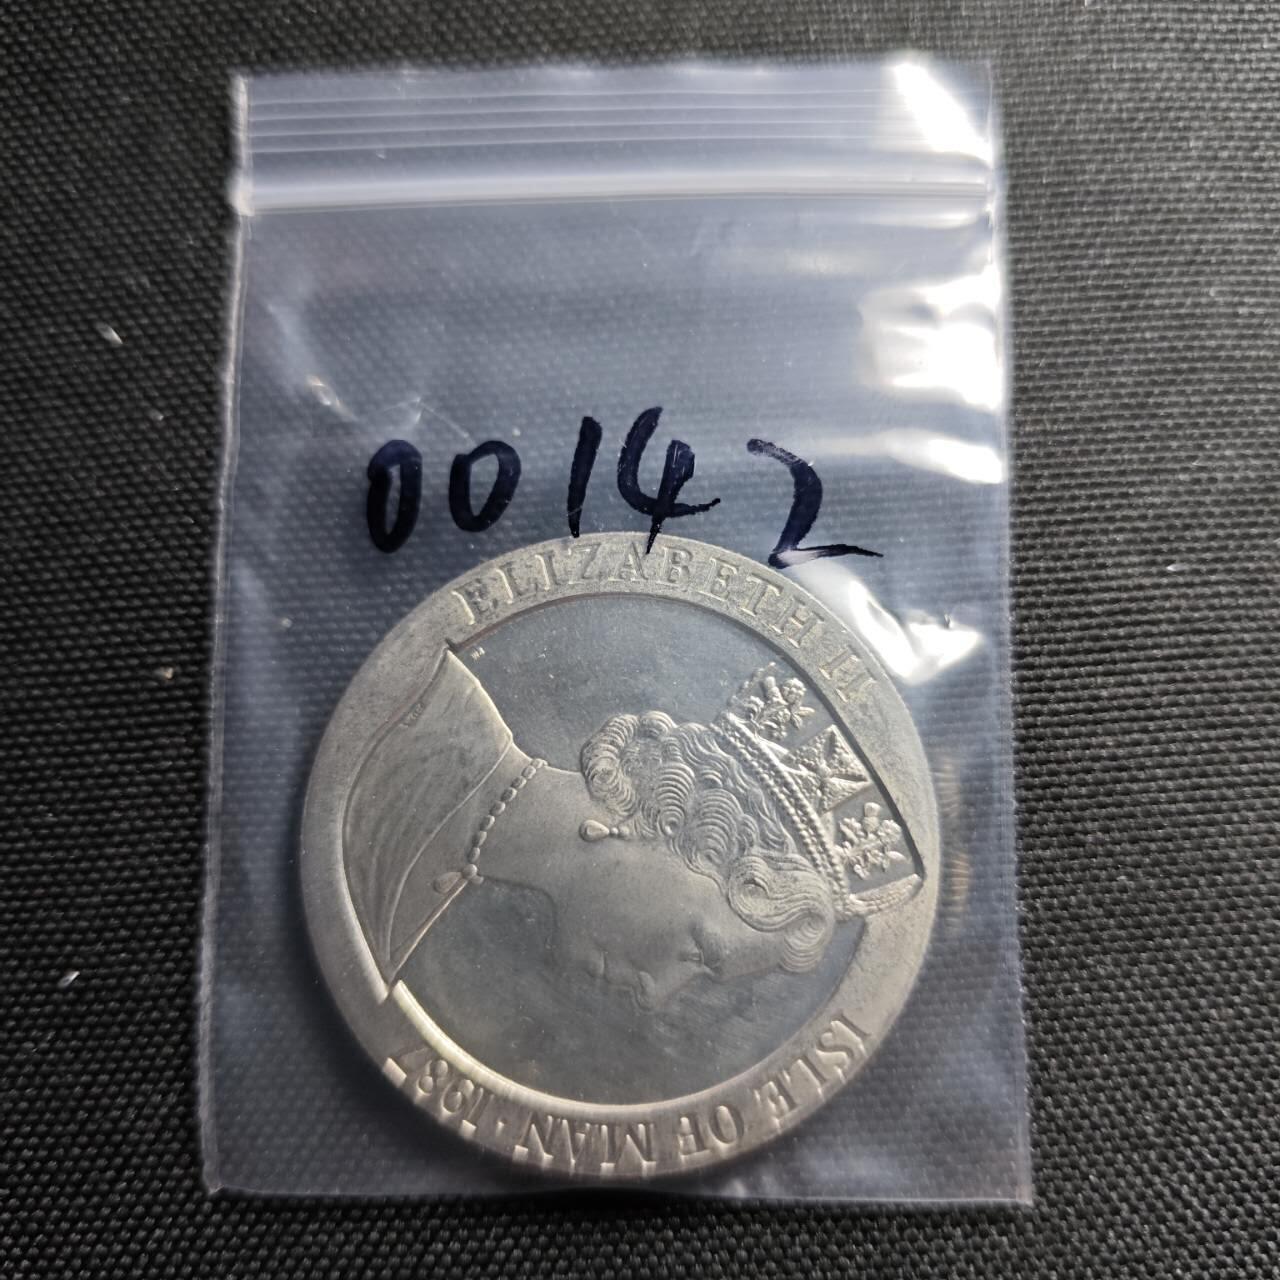 00142
ELIZABETH II
ISLE OF MAN · 1987